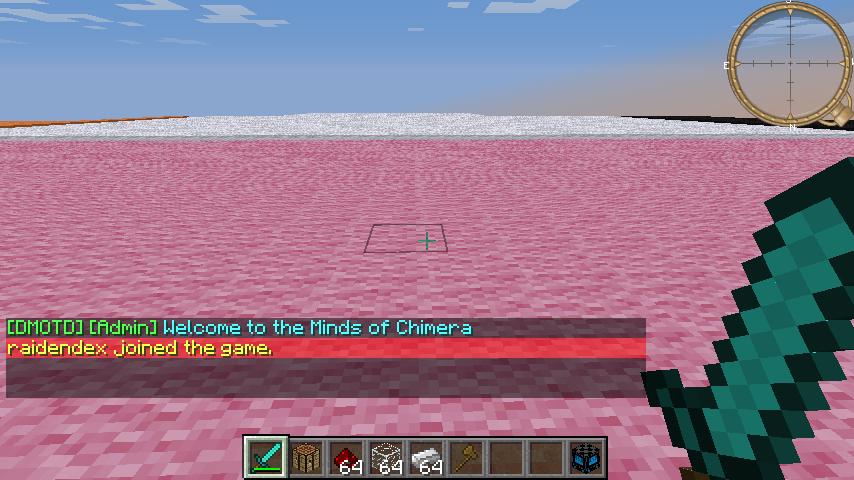 E
N
[DMOTD] [Admin] Welcome to the Minds of Chimera
raidendex joined the game.
64 64 64